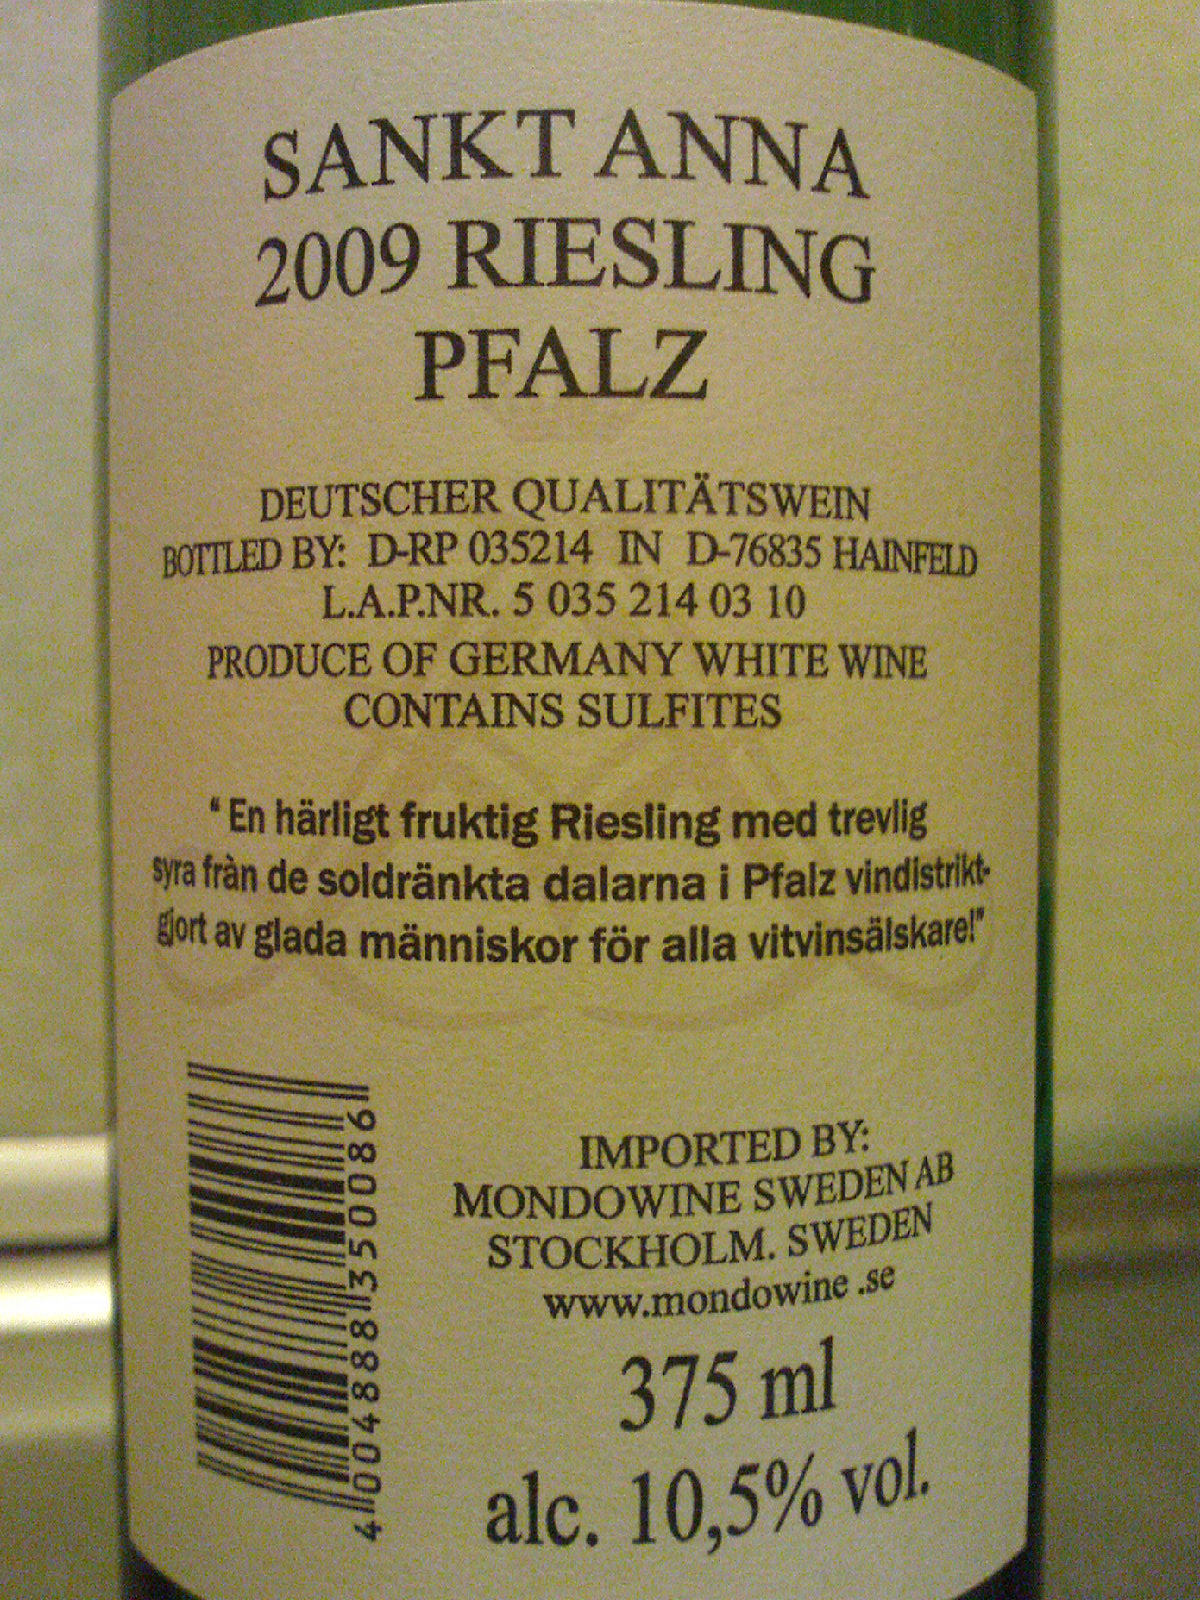 SANKT ANNA
2009 RIESLING
PFALZ
DEUTSCHER QUALITÄTSWEIN
BOTTLED BY: D-RP 035214 IN D-76835 HAINFELD
L.A.P.NR. 5 035 214 03 10
PRODUCE OF GERMANY WHITE WINE
CONTAINS SULFITES
“ En härligt fruktig Riesling med trevlig
syra fràn de soldränkta dalarna i Pfalz vindistrikt-
gjort av glada människor för alla vitvinsälskare!”
4 004888 350086
IMPORTED BY:
MONDOWINE SWEDEN AB
STOCKHOLM. SWEDEN
www.mondowine .se
375 ml
alc. 10,5% vol.